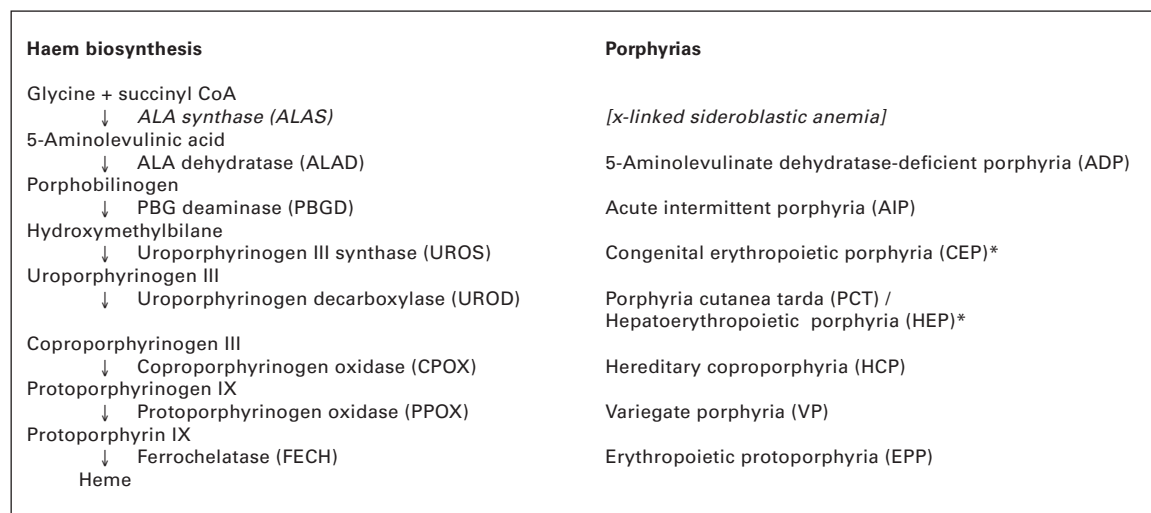 Haem biosynthesis Porphyrias
Glycine + succinyl CoA
↓ ALA synthase (ALAS) [x-linked sideroblastic anemia]
5-Aminolevulinic acid
↓ ALA dehydratase (ALAD) 5-Aminolevulinate dehydratase-deficient porphyria (ADP)
Porphobilinogen
↓ PBG deaminase (PBGD) Acute intermittent porphyria (AIP)
Hydroxymethylbilane
↓ Uroporphyrinogen III synthase (UROS) Congenital erythropoietic porphyria (CEP)*
Uroporphyrinogen III
↓ Uroporphyrinogen decarboxylase (UROD) Porphyria cutanea tarda (PCT) /
Hepatoerythropoietic porphyria (HEP)*
Coproporphyrinogen III
↓ Coproporphyrinogen oxidase (CPOX) Hereditary coproporphyria (HCP)
Protoporphyrinogen IX
↓ Protoporphyrinogen oxidase (PPOX) Variegate porphyria (VP)
Protoporphyrin IX
↓ Ferrochelatase (FECH) Erythropoietic protoporphyria (EPP)
Heme